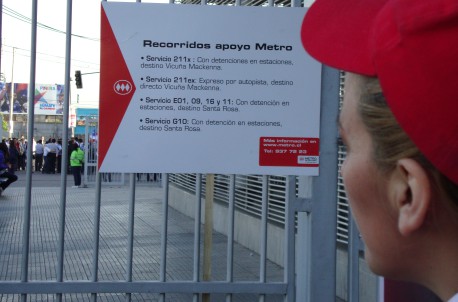 Recorridos apoyo Metro
• Servicio 211x : Con detenciones en estaciones,
destino Vicuña Mackenna.
• Servicio 211ex: Expreso por autopista, destino
directo Vicuña Mackenna.
• Servicio E01, 09, 16 y 11: Con detención en
estaciones, destino Santa Rosa.
• Servicio G10: Con detención en estaciones,
destino Santa Rosa.
Más información en
www.metro.cl